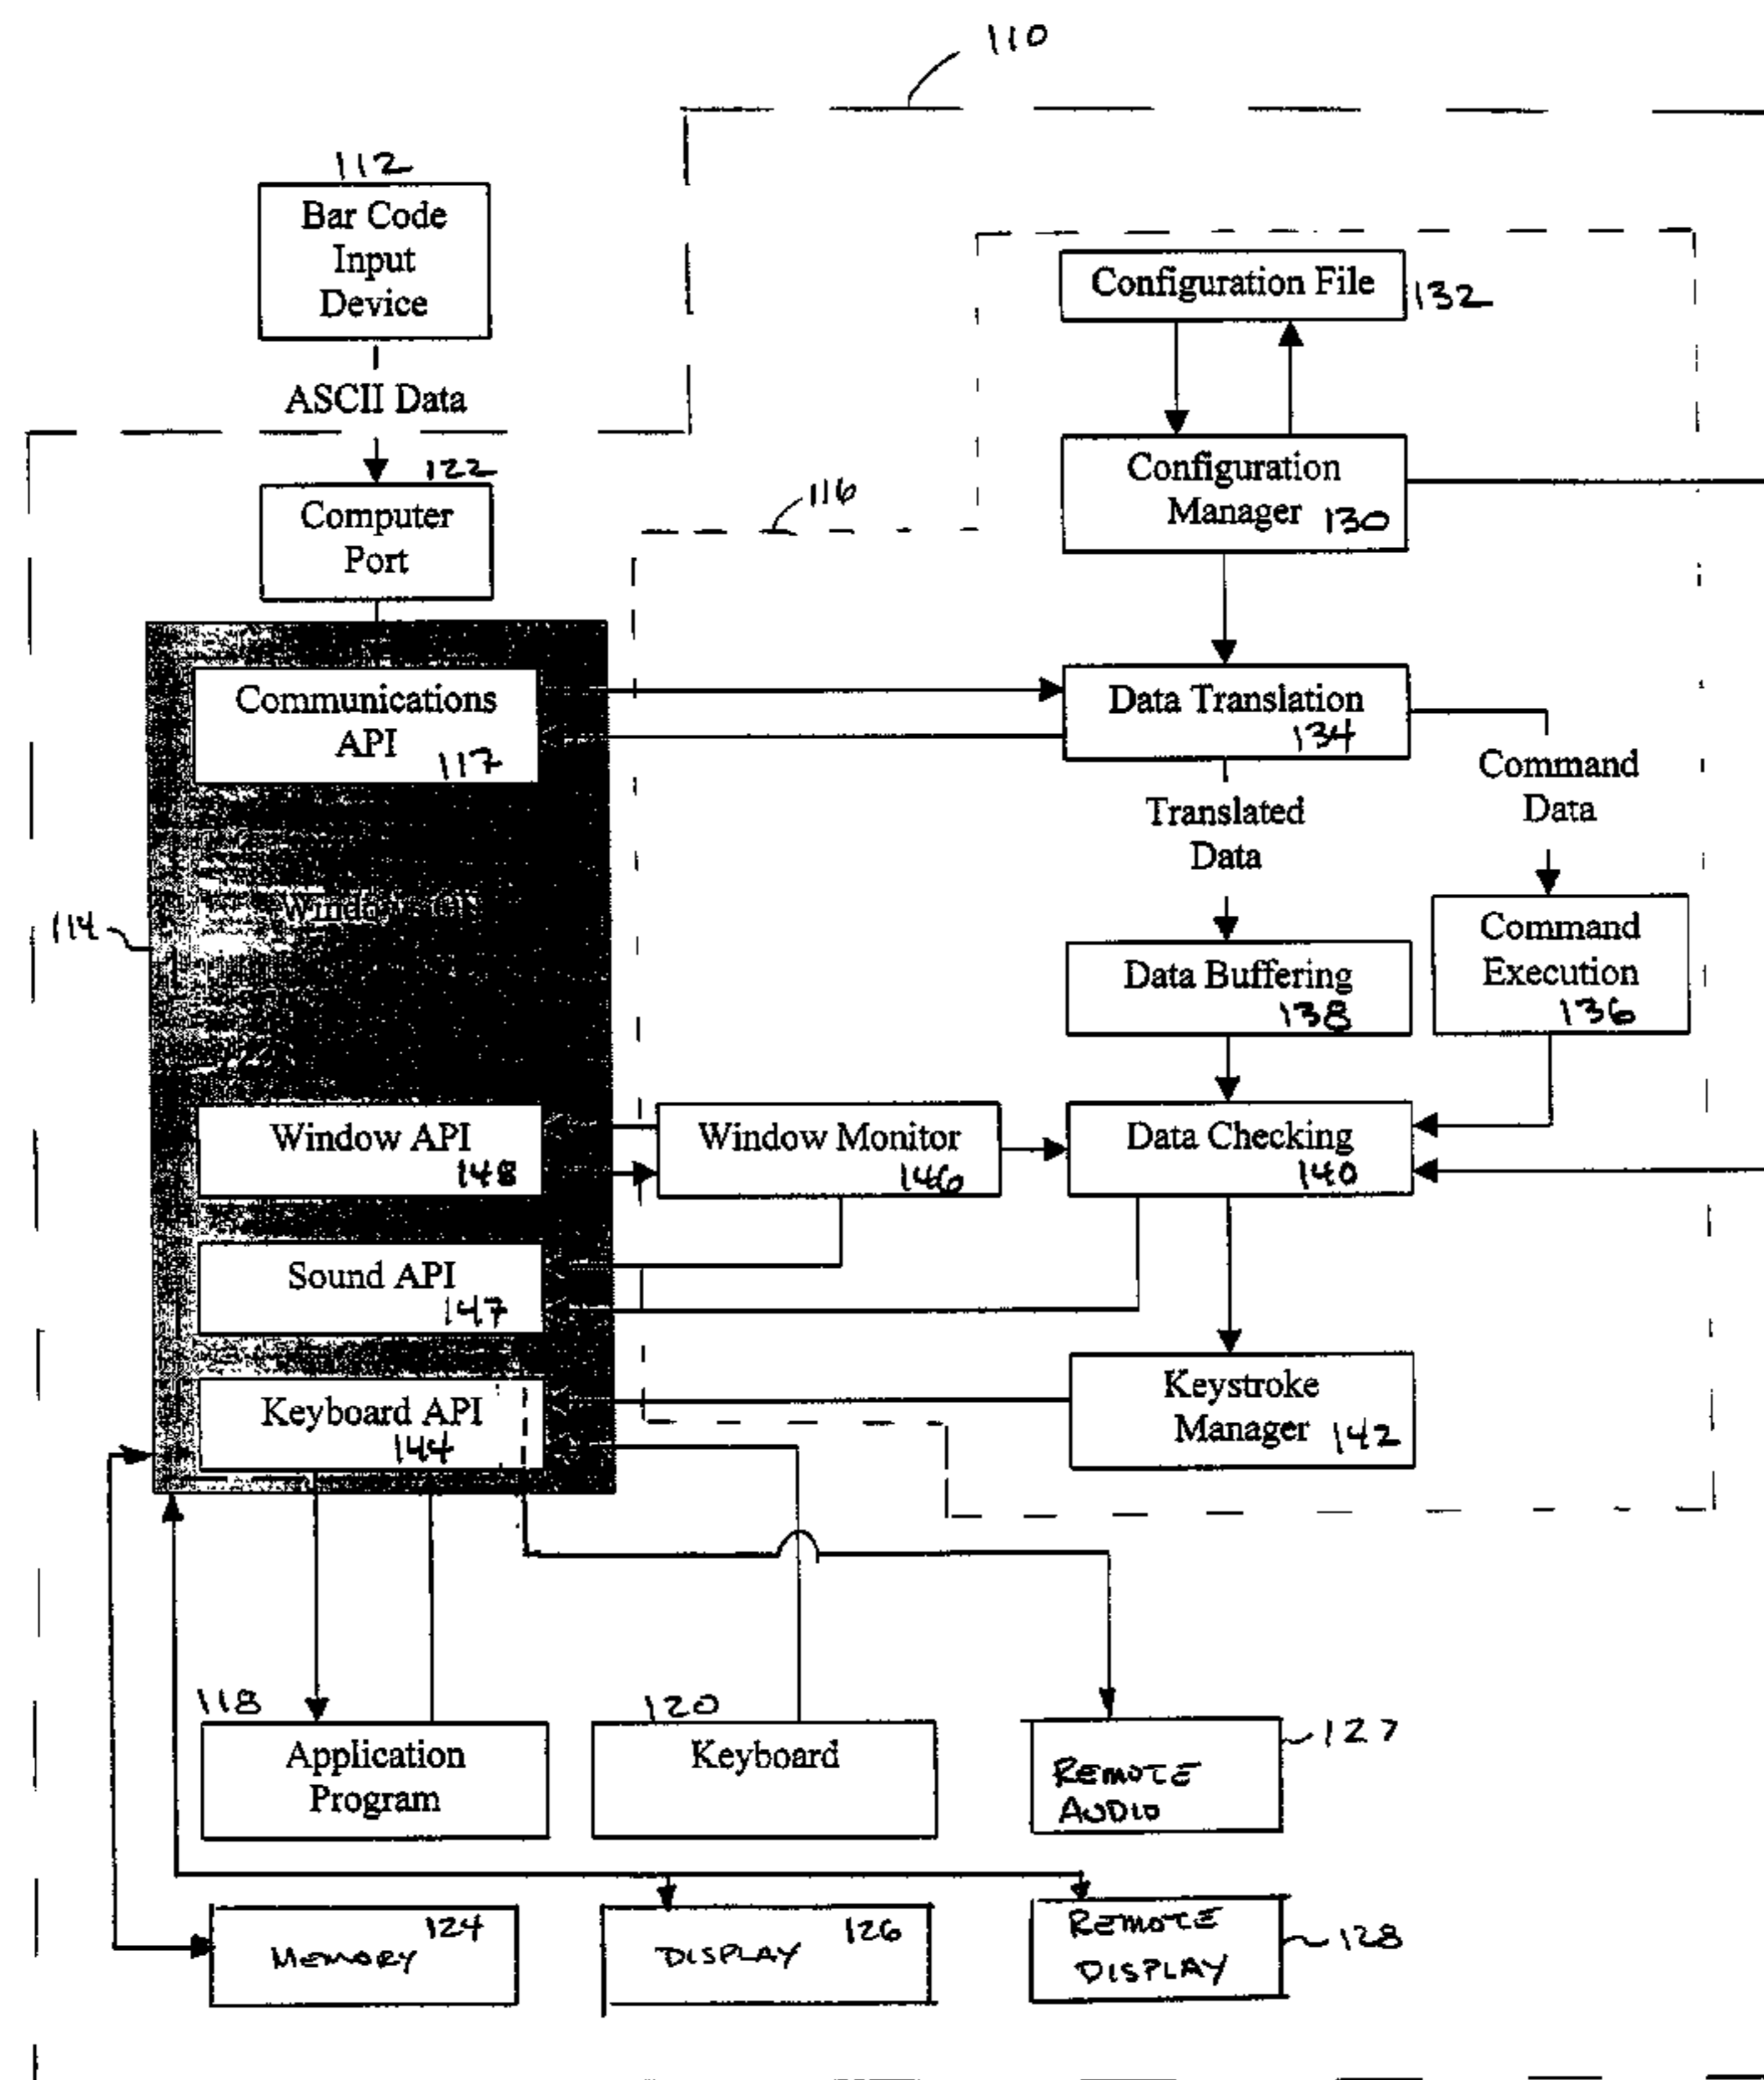 110
112
Bar Code
Input
Device
ASCII Data
122
Computer
Port
Configuration File
132
Configuration
Manager 130
116
Communications
API
117
Data Translation
134
Command
Data
Translated
Data
114
Data Buffering
138
Command
Execution
136
Window API
148
Window Monitor
146
Data Checking
140
Sound API
147
Keyboard API
144
Keystroke
Manager 142
118
Application
Program
120
Keyboard
127
REMOTE
AUDIO
124
MEMORY
126
DISPLAY
REMOTE
DISPLAY
128